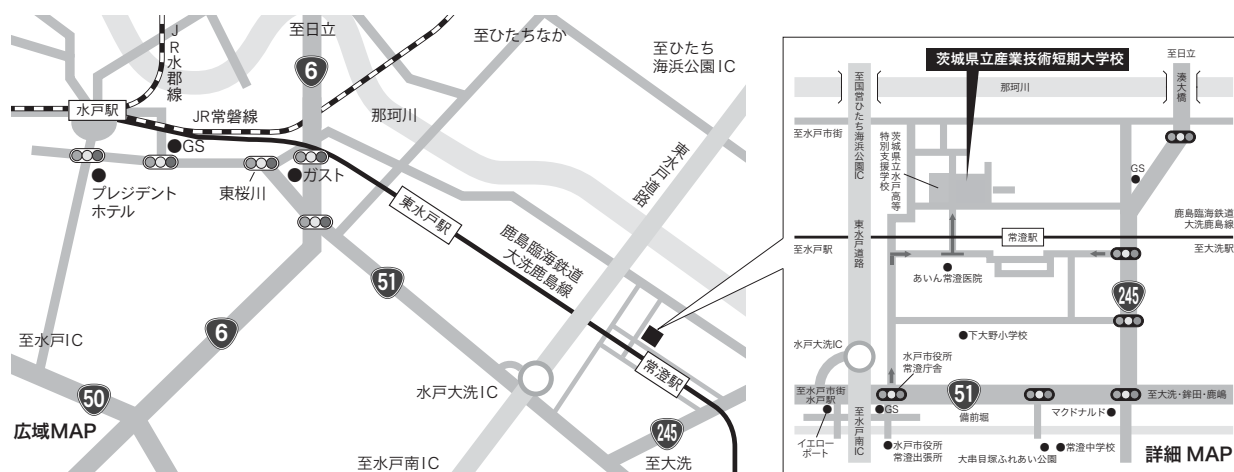 至日立
至ひたちなか
至ひたち
海浜公園IC
JR水郡線
6
水戸駅
JR常磐線
那珂川
GS
東水戸道路
プレジデント
ホテル
東桜川
ガスト
東水戸駅
鹿島臨海鉄道
大洗鹿島線
51
6
至水戸IC
水戸大洗IC
常澄駅
50
245
広域MAP
至水戸南IC
至大洗
茨城県立産業技術短期大学校
至日立
至国営ひたち海浜公園IC
那珂川
湊大橋
至水戸市街
茨城県立水戸高等
特別支援学校
GS
鹿島臨海鉄道
大洗鹿島線
東水戸道路
常澄駅
至水戸駅
至大洗駅
あいん常澄医院
245
下大野小学校
水戸大洗IC
水戸市役所
常澄庁舎
至水戸市街
水戸駅
51
至大洗・鉾田・鹿嶋
GS
備前堀
マクドナルド
イエロー
ポート
至水戸南IC
水戸市役所
常澄出張所
常澄中学校
大串貝塚ふれあい公園
詳細 MAP